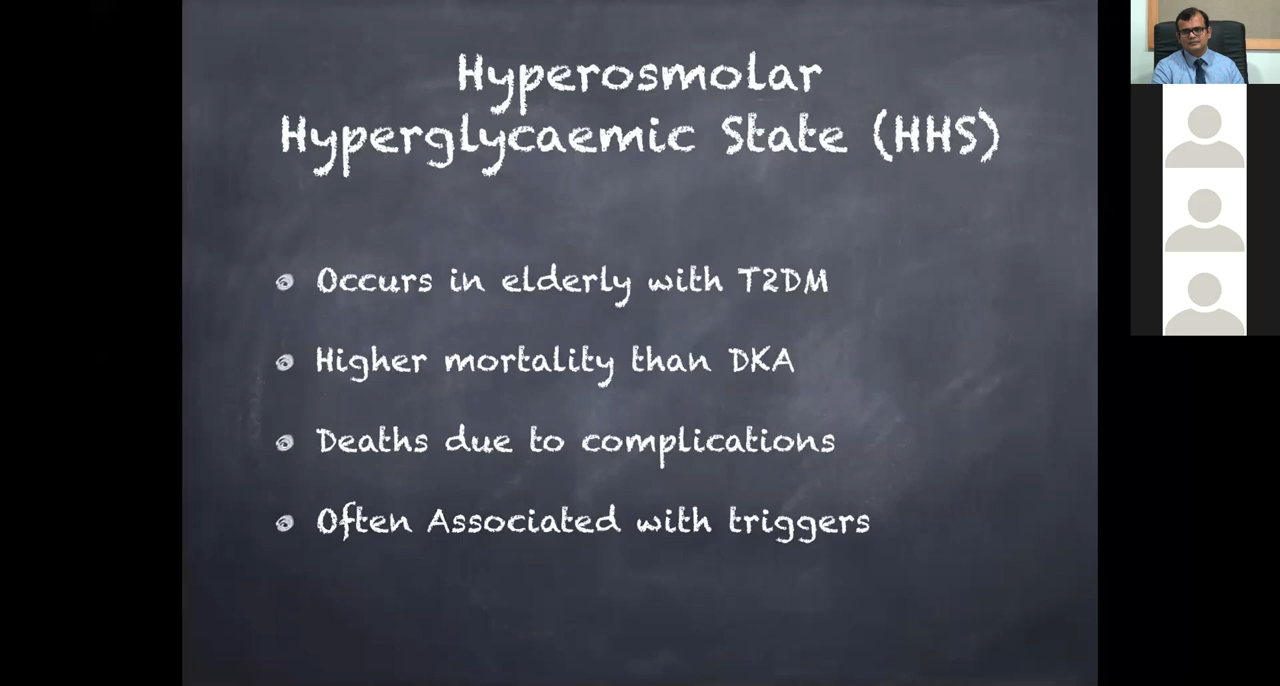 Hyperosmolar
Hyperglycaemic State (HHS)
Occurs in elderly with T2DM
Higher mortality than DKA
Deaths due to complications
Often Associated with triggers